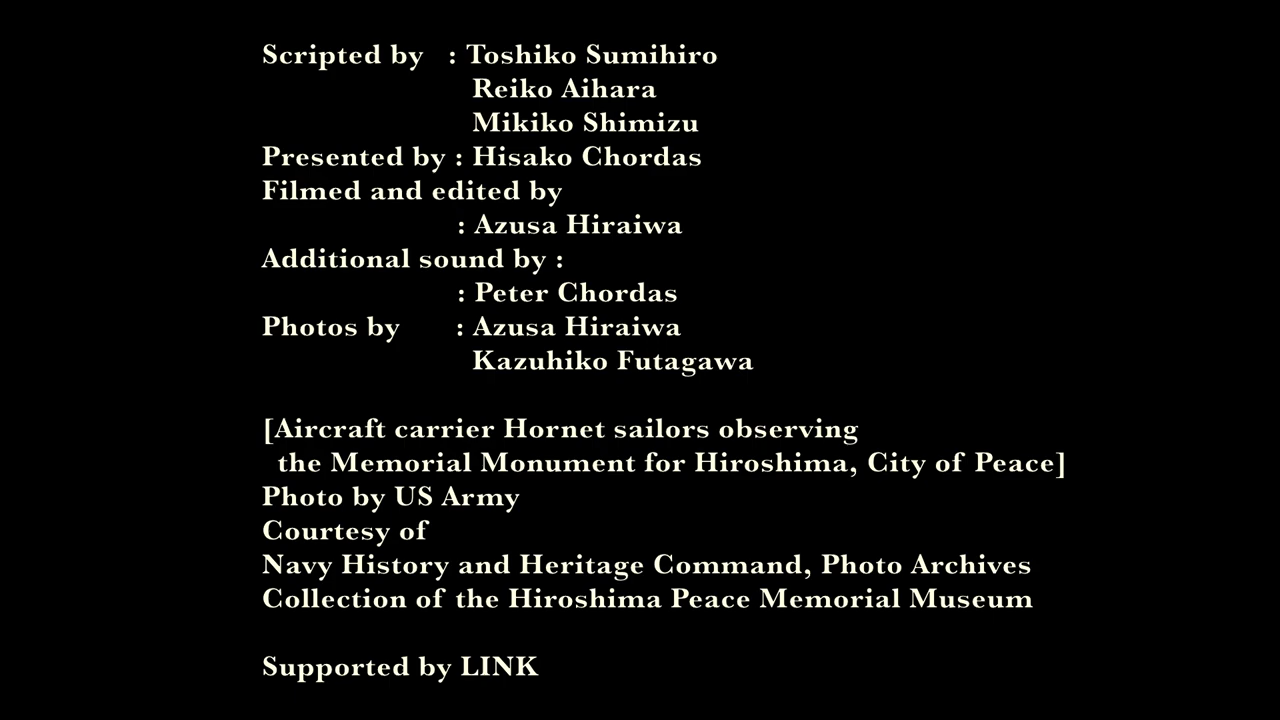 Scripted by : Toshiko Sumihiro
Reiko Aihara
Mikiko Shimizu
Presented by : Hisako Chordas
Filmed and edited by
: Azusa Hiraiwa
Additional sound by :
: Peter Chordas
Photos by : Azusa Hiraiwa
Kazuhiko Futagawa
[Aircraft carrier Hornet sailors observing
the Memorial Monument for Hiroshima, City of Peace]
Photo by US Army
Courtesy of
Navy History and Heritage Command, Photo Archives
Collection of the Hiroshima Peace Memorial Museum
Supported by LINK